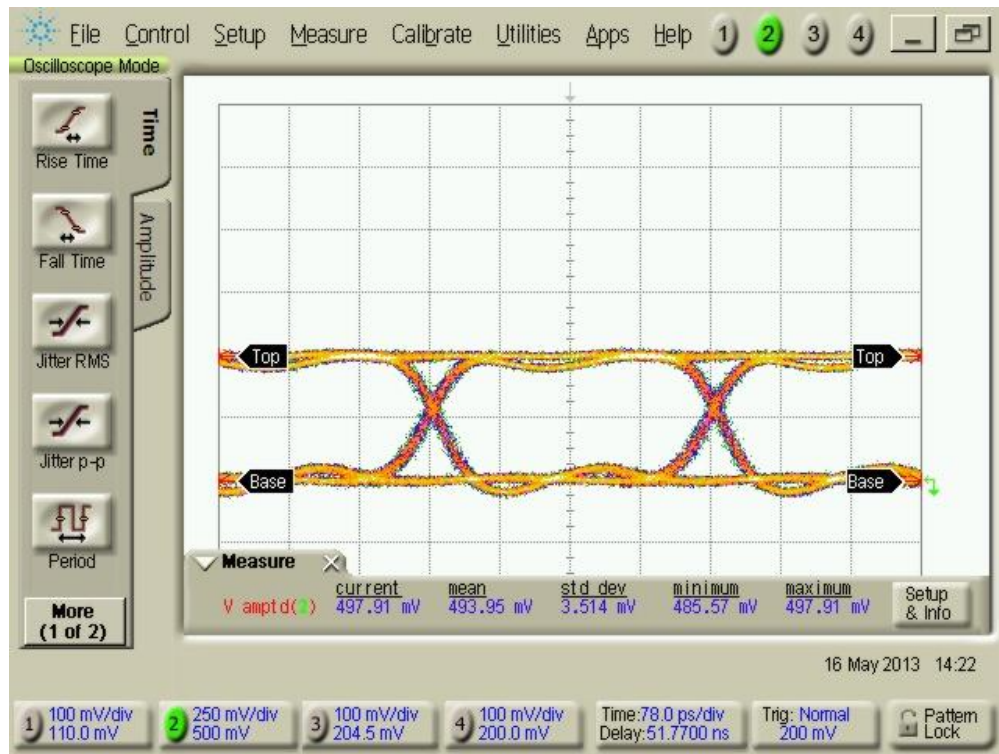 File Control Setup Measure Calibrate Utilities Apps Help 1 2 3 4
Oscilloscope Mode
Time
Amplitude
Rise Time
Fall Time
Jitter RMS
Jitter p-p
Period
More
(1 of 2)
Top Top
Base Base
Measure
current mean std dev minimum maximum
V amptd(2) 497.91 mV 493.95 mV 3.514 mV 485.57 mV 497.91 mV
Setup
& Info
16 May 2013 14:22
1 100 mV/div
110.0 mV
2 250 mV/div
500 mV
3 100 mV/div
204.5 mV
4 100 mV/div
200.0 mV
Time:78.0 ps/div
Delay:51.7700 ns
Trig: Normal
200 mV
Pattern
Lock